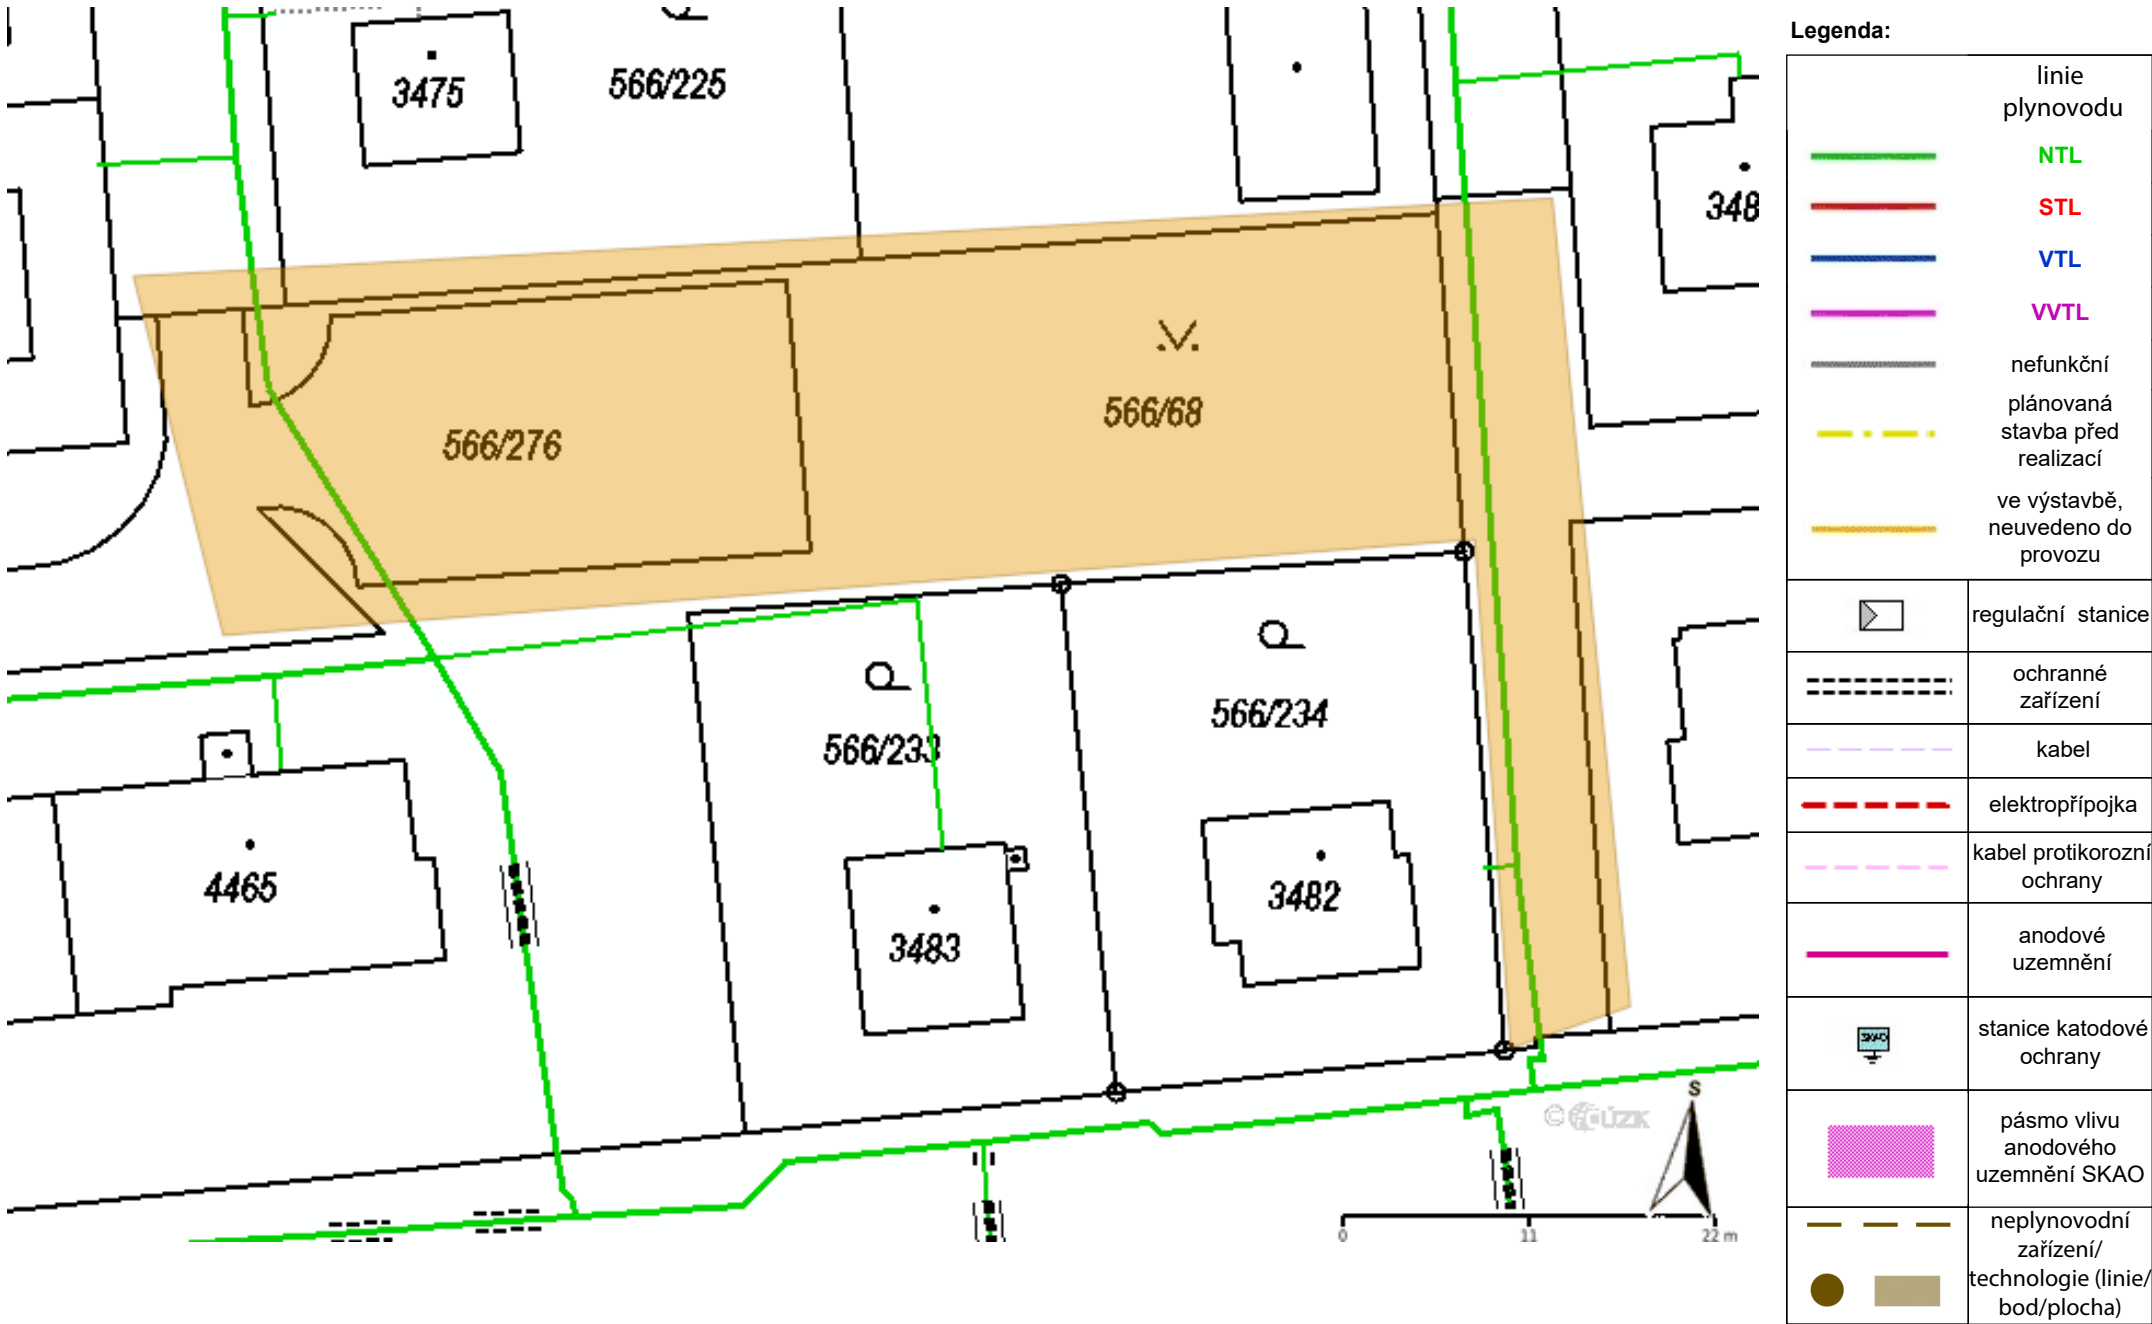 3475
566/225
348
566/276
566/68
566/233
566/234
4465
3483
3482
©
ČÚZK
S
0 11 22 m
Legenda:
linie
plynovodu
NTL
STL
VTL
VVTL
nefunkční
plánovaná
stavba před
realizací
ve výstavbě,
neuvedeno do
provozu
regulační stanice
ochranné
zařízení
kabel
elektropřípojka
kabel protikorozní
ochrany
anodové
uzemnění
SKAO
stanice katodové
ochrany
pásmo vlivu
anodového
uzemnění SKAO
neplynovodní
zařízení/
technologie (linie/
bod/plocha)